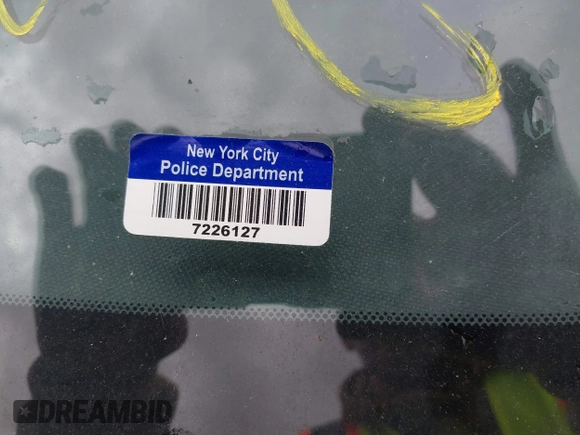 New York City
Police Department
7226127
DREAMBID